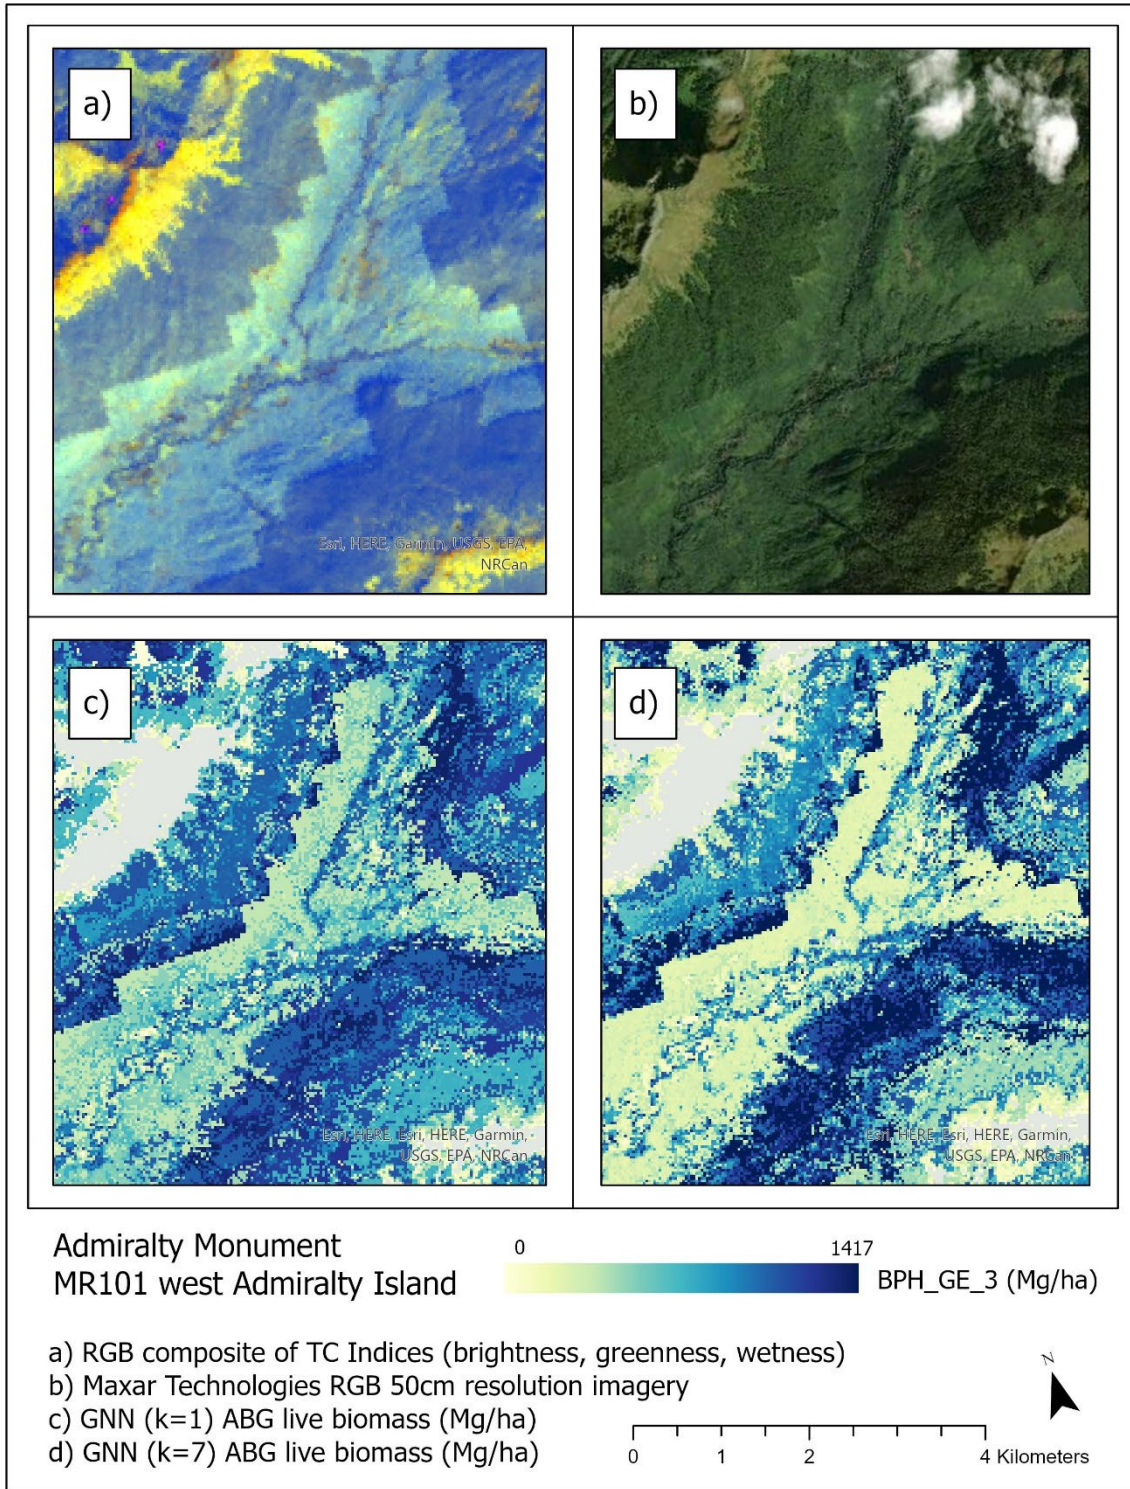 a)
b)
Esri, HERE, Garmin, USGS, EPA,
NRCan
c)
d)
Esri, HERE, Esri, HERE, Garmin,
USGS, EPA, NRCan
Esri, HERE, Esri, HERE, Garmin,
USGS, EPA, NRCan
Admiralty Monument
MR101 west Admiralty Island
0
1417
BPH_GE_3 (Mg/ha)
a) RGB composite of TC Indices (brightness, greenness, wetness)
b) Maxar Technologies RGB 50cm resolution imagery
c) GNN (k=1) ABG live biomass (Mg/ha)
d) GNN (k=7) ABG live biomass (Mg/ha)
N
0 1 2 4 Kilometers